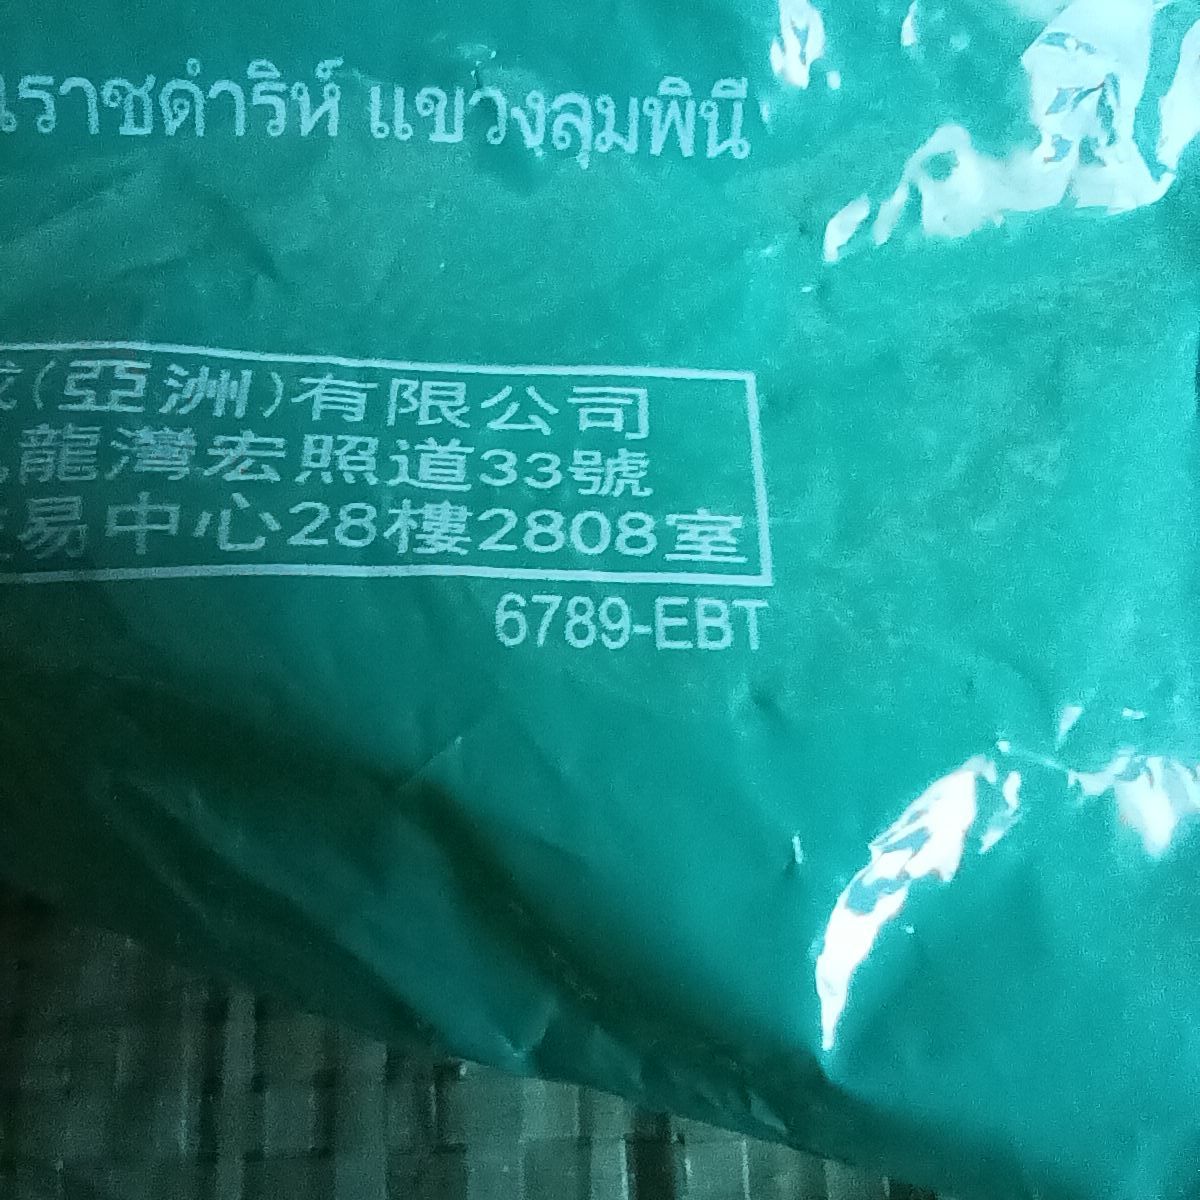 ราชดำริห์ แขวงลุมพินี
(亞洲)有限公司
龍灣宏照道33號
易中心28樓2808室
6789-EBT